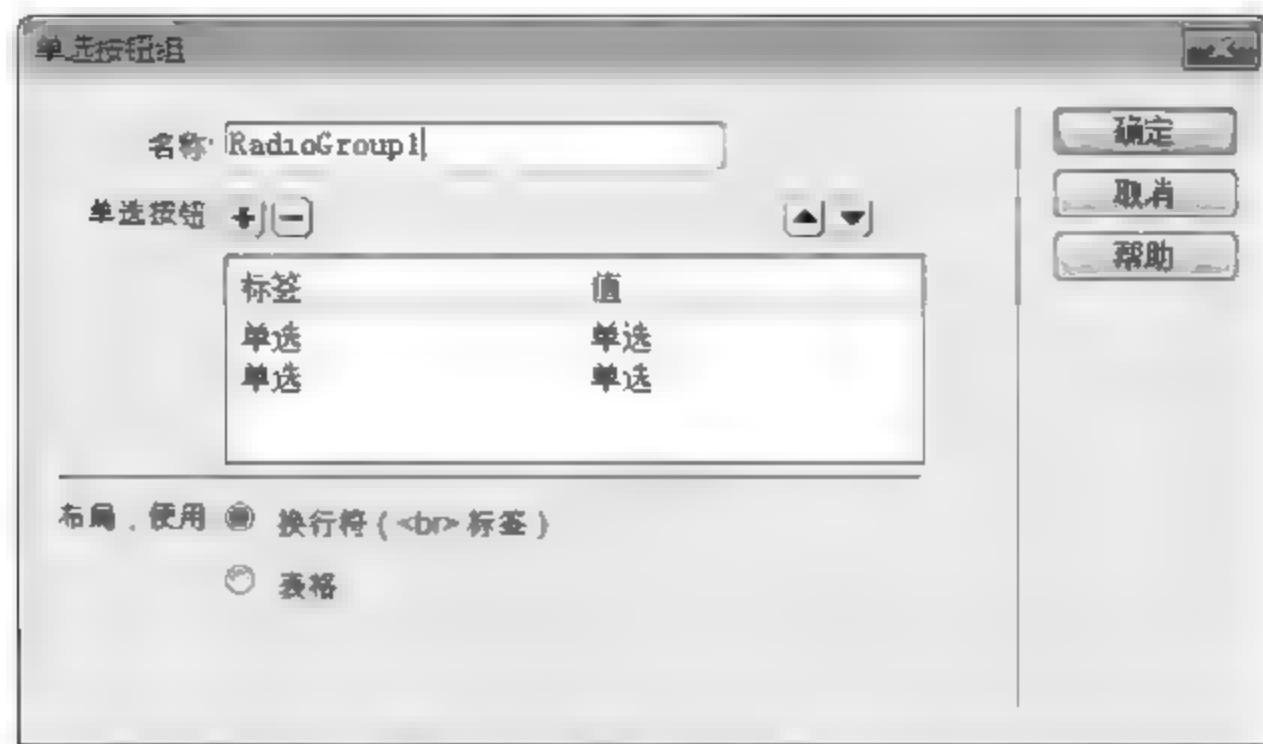 单选按钮组
名称: RadioGroup1
确定
单选按钮
取消
帮助
标签 值
单选 单选
单选 单选
布局，使用 换行符 ( <br> 标签 )
表格